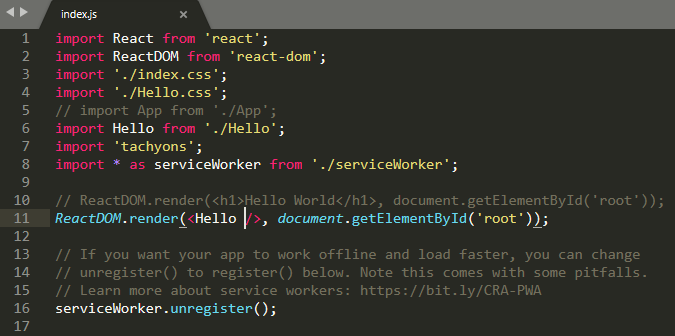 index.js
1 import React from 'react';
2 import ReactDOM from 'react-dom';
3 import './index.css';
4 import './Hello.css';
5 // import App from './App';
6 import Hello from './Hello';
7 import 'tachyons';
8 import * as serviceWorker from './serviceWorker';
9
10 // ReactDOM.render(<h1>Hello World</h1>, document.getElementById('root'));
11 ReactDOM.render(<Hello />, document.getElementById('root'));
12
13 // If you want your app to work offline and load faster, you can change
14 // unregister() to register() below. Note this comes with some pitfalls.
15 // Learn more about service workers: https://bit.ly/CRA-PWA
16 serviceWorker.unregister();
17